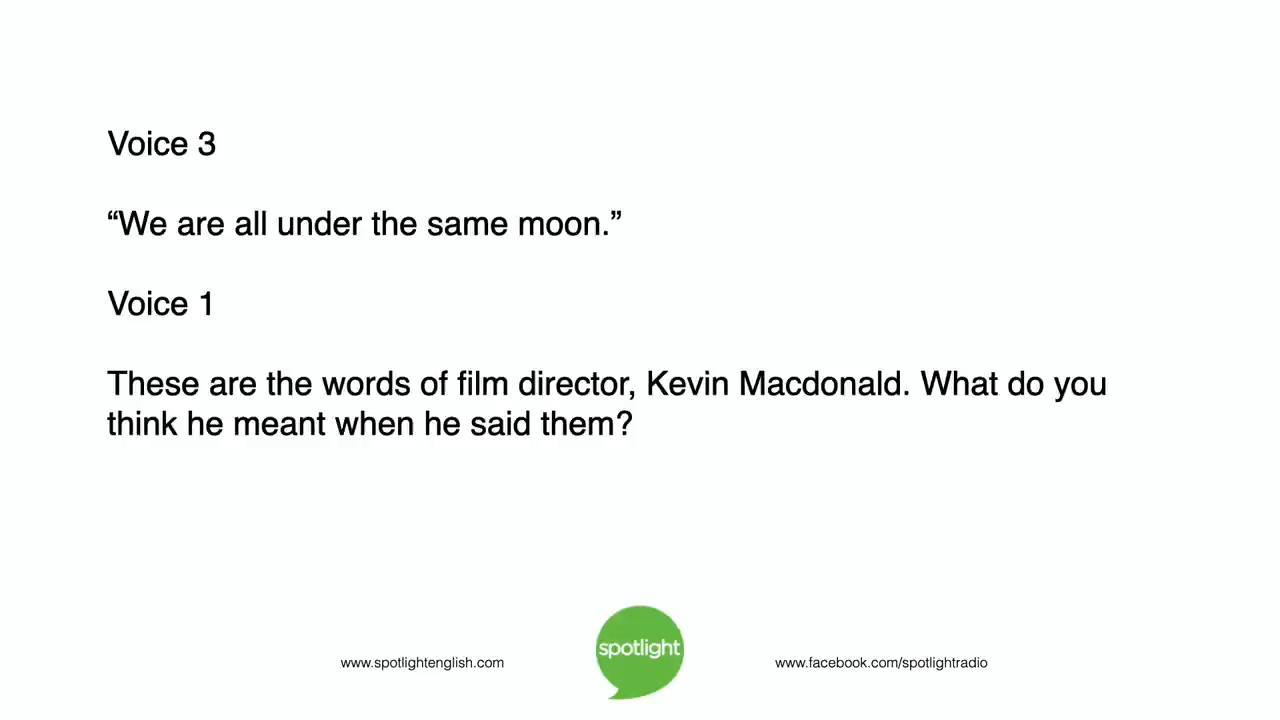 Voice 3
“We are all under the same moon.”
Voice 1
These are the words of film director, Kevin Macdonald. What do you
think he meant when he said them?
www.spotlightenglish.com
spotlight
www.facebook.com/spotlightradio